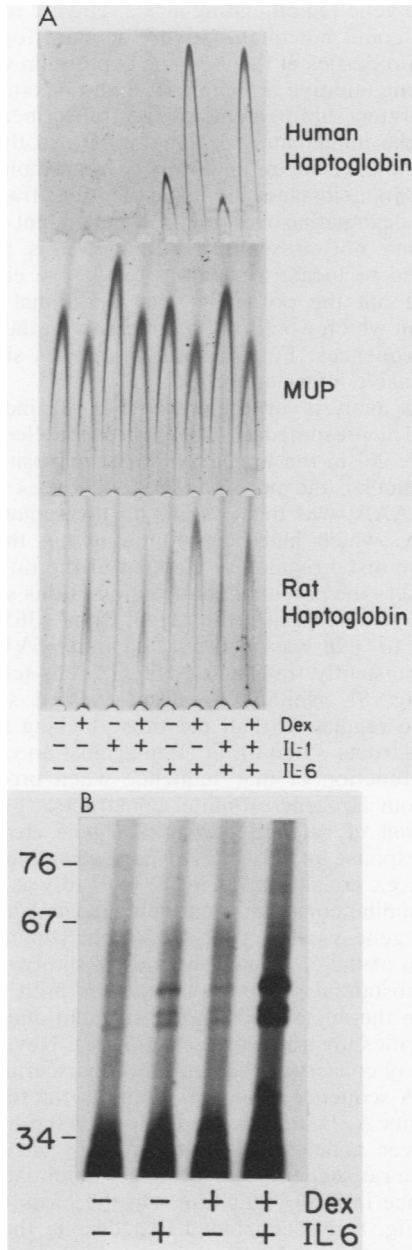 A
Human
Haptoglobin
MUP
Rat
Haptoglobin
− + − + − + − + Dex
− − + + − − + + IL-1
− − − − + + + + IL-6
B
76 –
67 –
34 –
− − + + Dex
− + − + IL-6